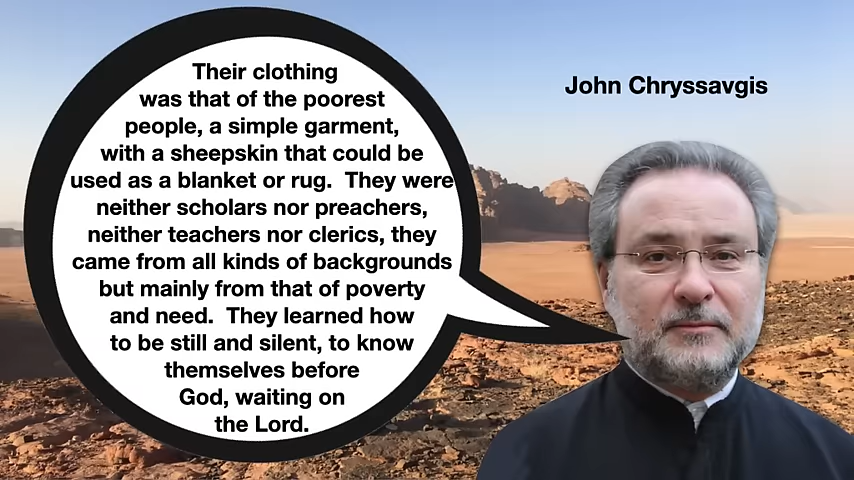 Their clothing
was that of the poorest
people, a simple garment,
with a sheepskin that could be
used as a blanket or rug.  They were
neither scholars nor preachers,
neither teachers nor clerics, they
came from all kinds of backgrounds
but mainly from that of poverty
and need.  They learned how
to be still and silent, to know
themselves before
God, waiting on
the Lord.
John Chryssavgis